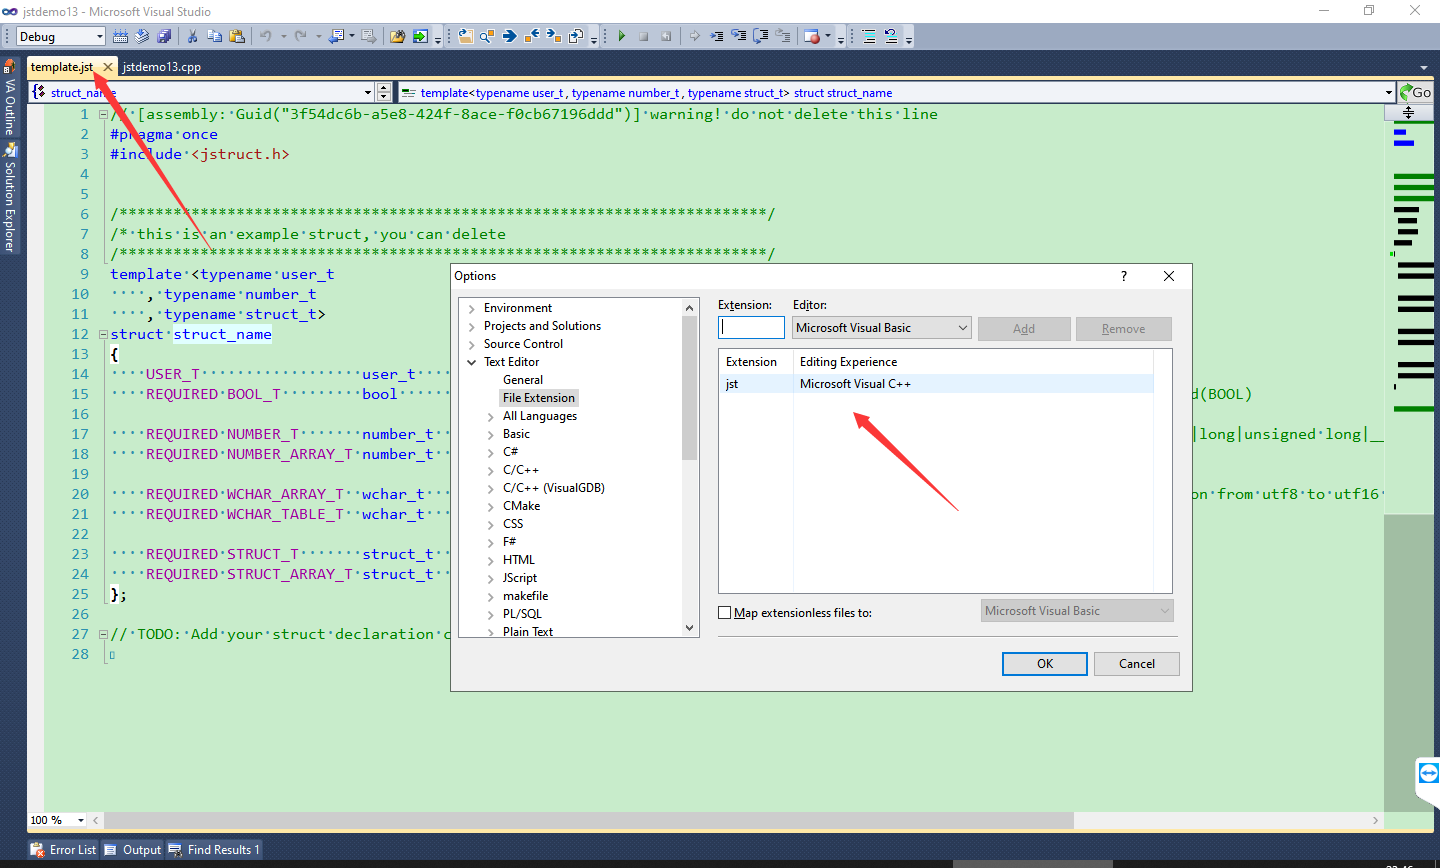 jstdemo13 - Microsoft Visual Studio
Debug
template.jst
jstdemo13.cpp
struct_name
template<typename user_t , typename number_t , typename struct_t> struct struct_name
Go
VA Outline
Solution Explorer
1 // [assembly: Guid("3f54dc6b-a5e8-424f-8ace-f0cb67196ddd")] warning! do not delete this line
2 #pragma once
3 #include <jstruct.h>
4
5
6 /************************************************************************/
7 /* this is an example struct, you can delete
8 /************************************************************************/
9 template <typename user_t
10 ····, typename number_t
11 ····, typename struct_t>
12 struct struct_name
13 {
14 ····USER_T··················user_t····
15 ····REQUIRED BOOL_T·········bool······ d(BOOL)
16
17 ····REQUIRED NUMBER_T·······number_t·· |long|unsigned long|__
18 ····REQUIRED NUMBER_ARRAY_T number_t··
19
20 ····REQUIRED WCHAR_ARRAY_T··wchar_t··· on from utf8 to utf16
21 ····REQUIRED WCHAR_TABLE_T··wchar_t···
22
23 ····REQUIRED STRUCT_T·······struct_t··
24 ····REQUIRED STRUCT_ARRAY_T struct_t··
25 };
26
27 // TODO: Add your struct declaration
28
Options
?
Environment
Projects and Solutions
Source Control
Text Editor
General
File Extension
All Languages
Basic
C#
C/C++
C/C++ (VisualGDB)
CMake
CSS
F#
HTML
JScript
makefile
PL/SQL
Plain Text
Extension:
Editor:
Microsoft Visual Basic
Add
Remove
Extension
Editing Experience
jst
Microsoft Visual C++
Map extensionless files to:
Microsoft Visual Basic
OK
Cancel
100 %
Error List
Output
Find Results 1